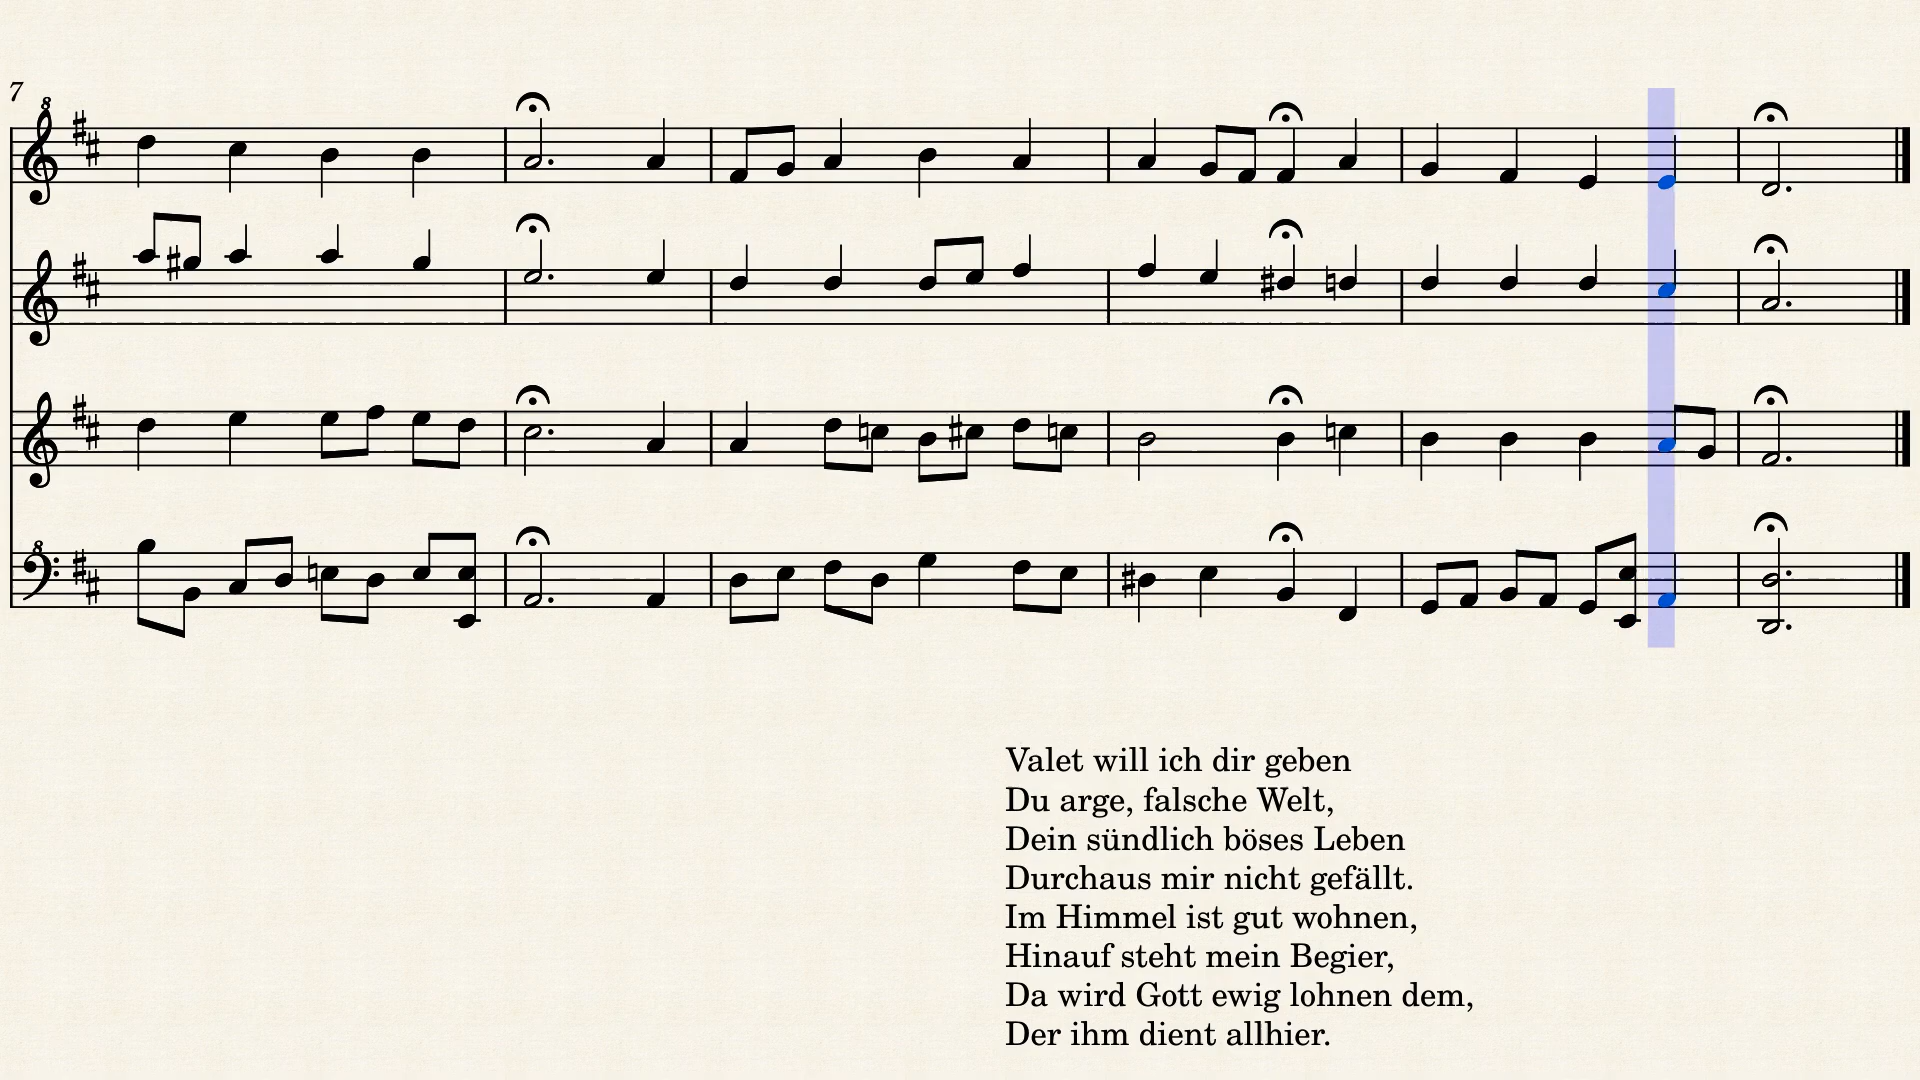 7
8
8
Valet will ich dir geben
Du arge, falsche Welt,
Dein sündlich böses Leben
Durchaus mir nicht gefällt.
Im Himmel ist gut wohnen,
Hinauf steht mein Begier,
Da wird Gott ewig lohnen dem,
Der ihm dient allhier.